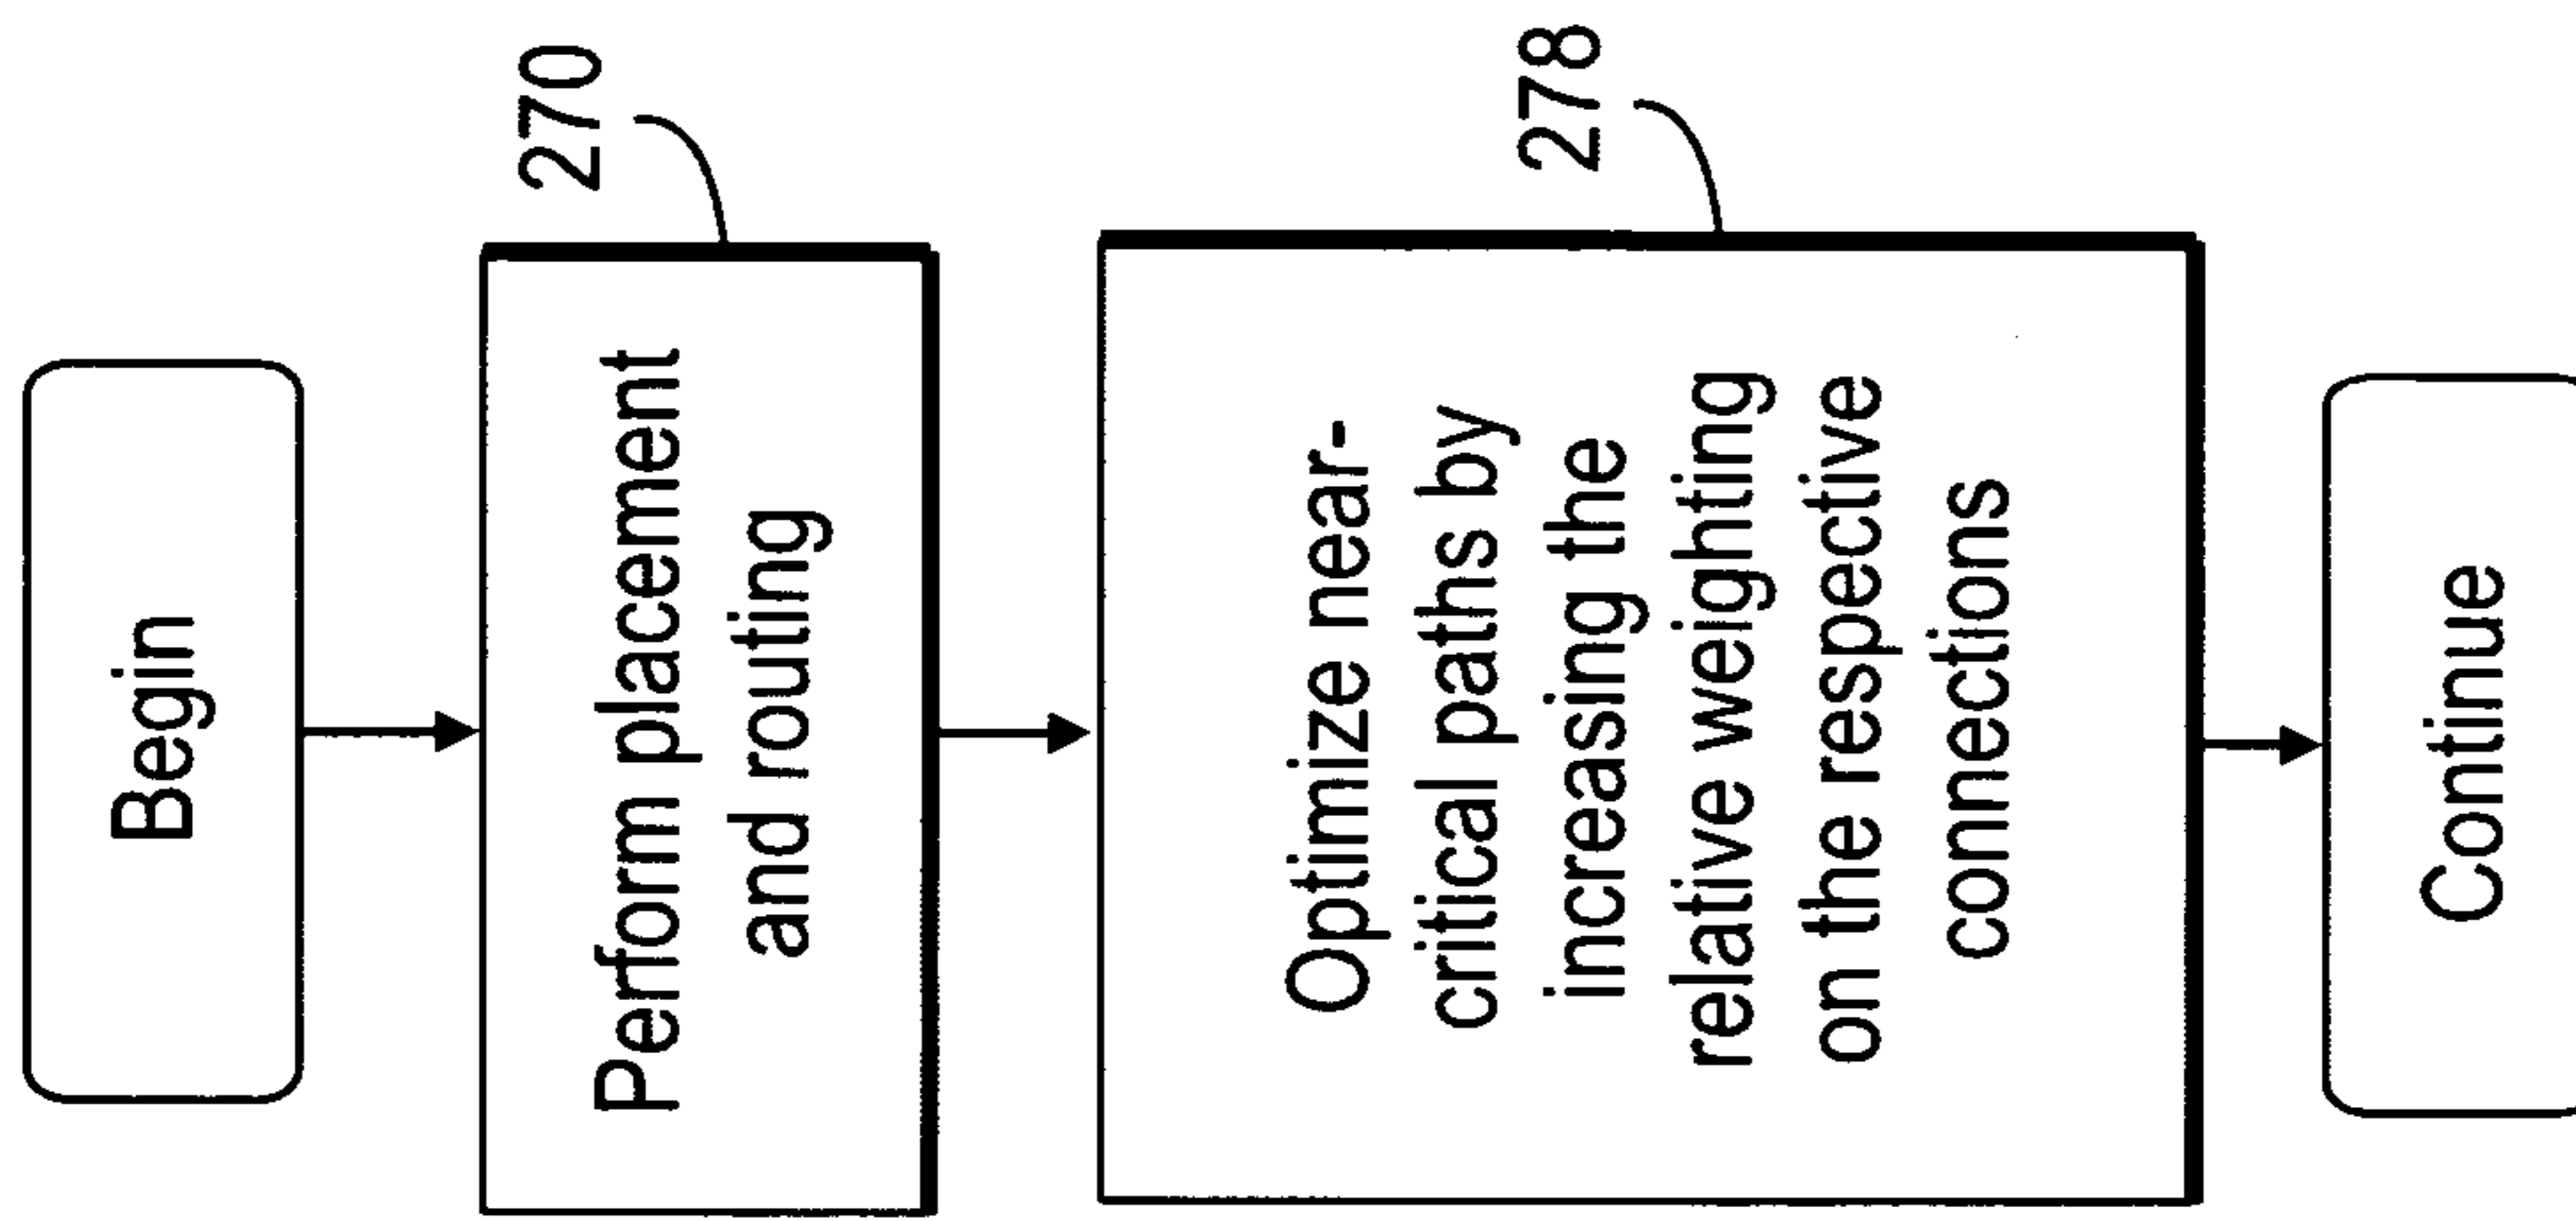 Begin
270
Perform placement
and routing
278
Optimize near-
critical paths by
increasing the
relative weighting
on the respective
connections
Continue